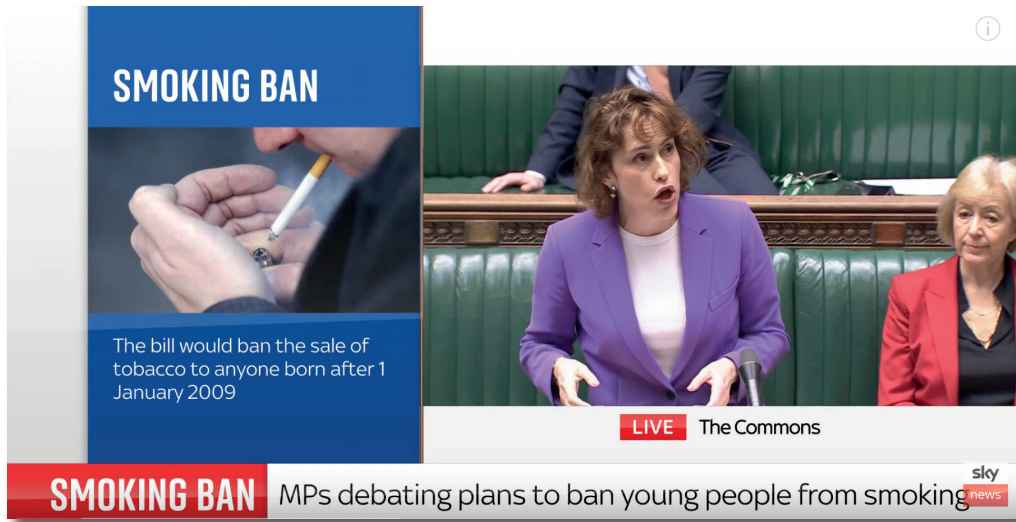 SMOKING BAN
The bill would ban the sale of
tobacco to anyone born after 1
January 2009
LIVE The Commons
SMOKING BAN MPs debating plans to ban young people from smoking
sky
news